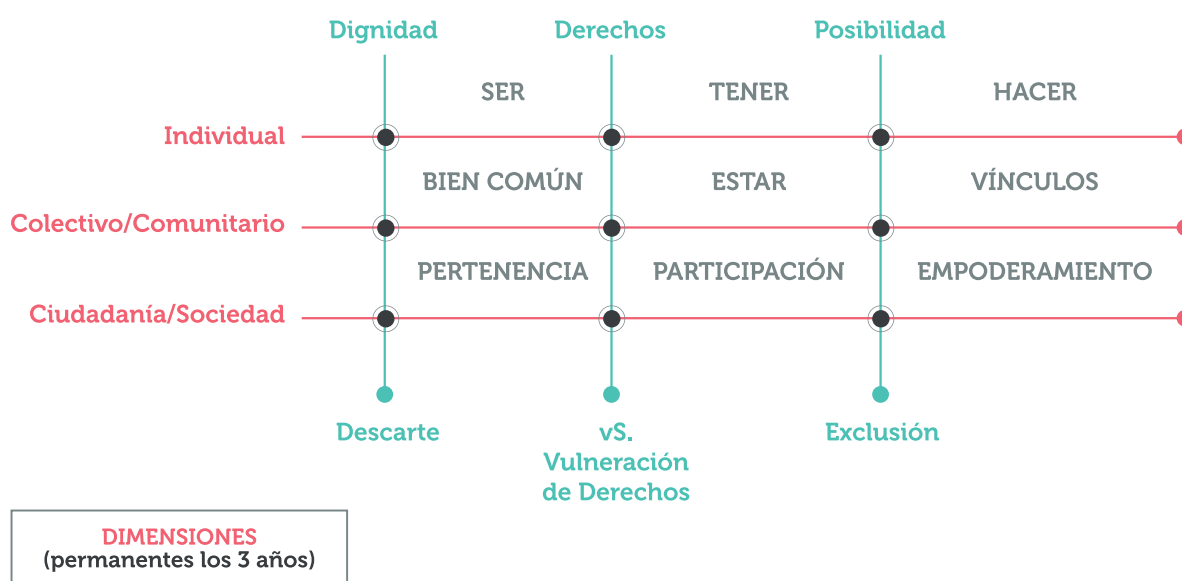 Dignidad Derechos Posibilidad
SER TENER HACER
Individual
BIEN COMÚN ESTAR VÍNCULOS
Colectivo/Comunitario
PERTENENCIA PARTICIPACIÓN EMPODERAMIENTO
Ciudadanía/Sociedad
Descarte vS. Exclusión
Vulneración
de Derechos
DIMENSIONES
(permanentes los 3 años)